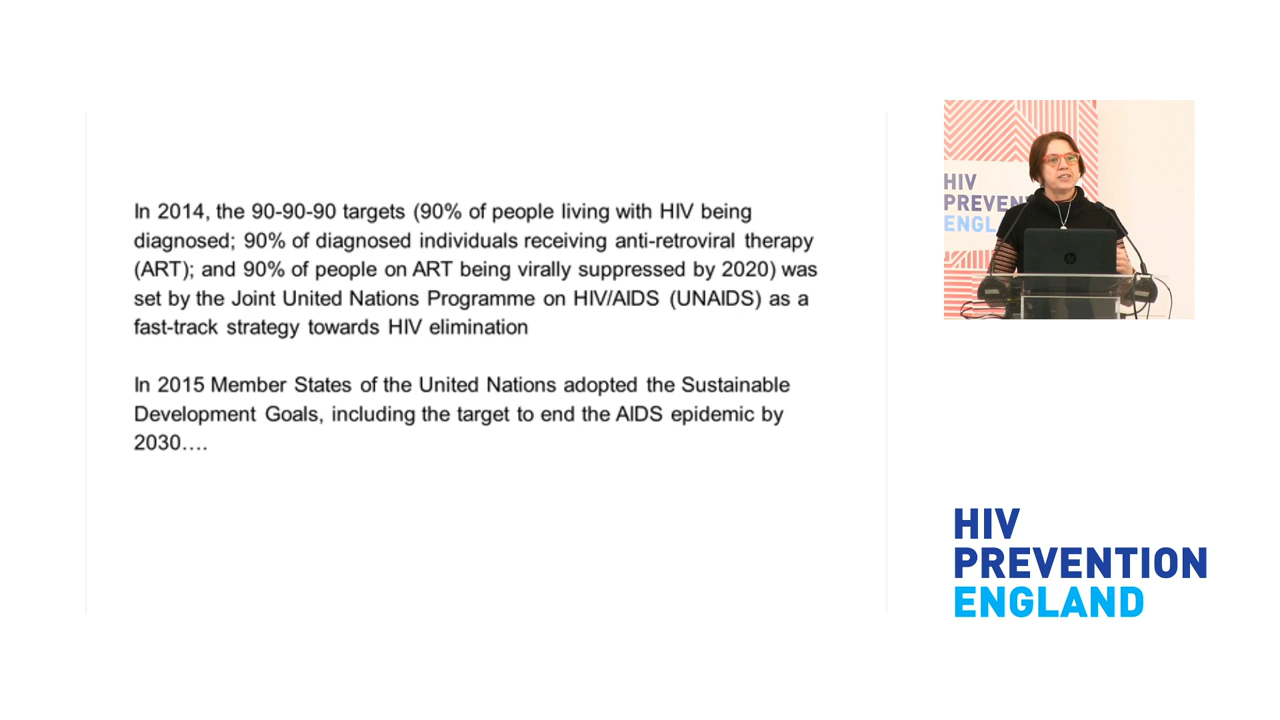 In 2014, the 90-90-90 targets (90% of people living with HIV being
diagnosed; 90% of diagnosed individuals receiving anti-retroviral therapy
(ART); and 90% of people on ART being virally suppressed by 2020) was
set by the Joint United Nations Programme on HIV/AIDS (UNAIDS) as a
fast-track strategy towards HIV elimination
In 2015 Member States of the United Nations adopted the Sustainable
Development Goals, including the target to end the AIDS epidemic by
2030….
HIV
PREVEN
ENGL
hp
HIV
PREVENTION
ENGLAND